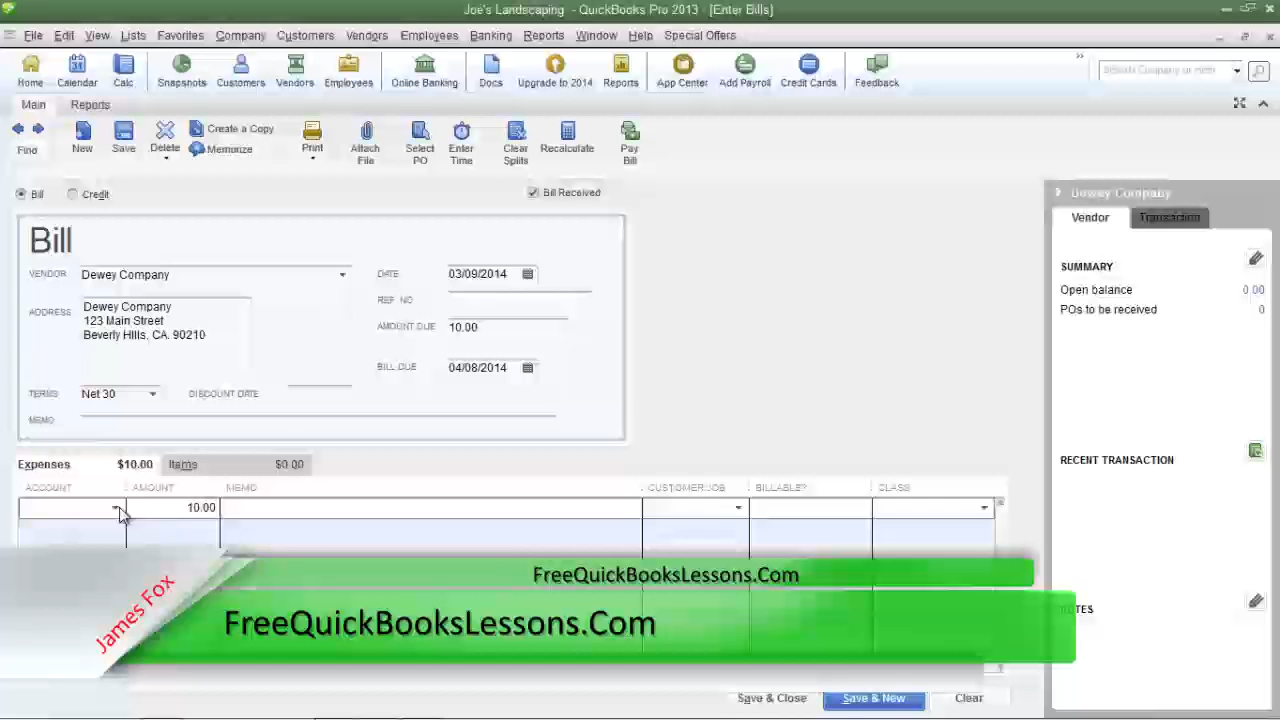 Joe's Landscaping - QuickBooks Pro 2013 - [Enter Bills]
File Edit View Lists Favorites Company Customers Vendors Employees Banking Reports Window Help Special Offers
Home Calendar Calc Snapshots Customers Vendors Employees Online Banking Docs Upgrade to 2014 Reports App Center Add Payroll Credit Cards Feedback
Search Company or Help
Main Reports
Find New Save Delete Create a Copy Memorize Print Attach File Select PO Enter Time Clear Splits Recalculate Pay Bill
Bill Credit Bill Received
Dewey Company
Vendor Transaction
Bill
VENDOR Dewey Company
DATE 03/09/2014
REF. NO.
ADDRESS Dewey Company
123 Main Street
Beverly Hills, CA. 90210
AMOUNT DUE 10.00
BILL DUE 04/08/2014
TERMS Net 30 DISCOUNT DATE
MEMO
SUMMARY
Open balance 0.00
POs to be received 0
RECENT TRANSACTION
Expenses $10.00 Items $0.00
ACCOUNT AMOUNT MEMO CUSTOMER:JOB BILLABLE? CLASS
10.00
James Fox
FreeQuickBooksLessons.Com
FreeQuickBooksLessons.Com
Save & Close Save & New Clear